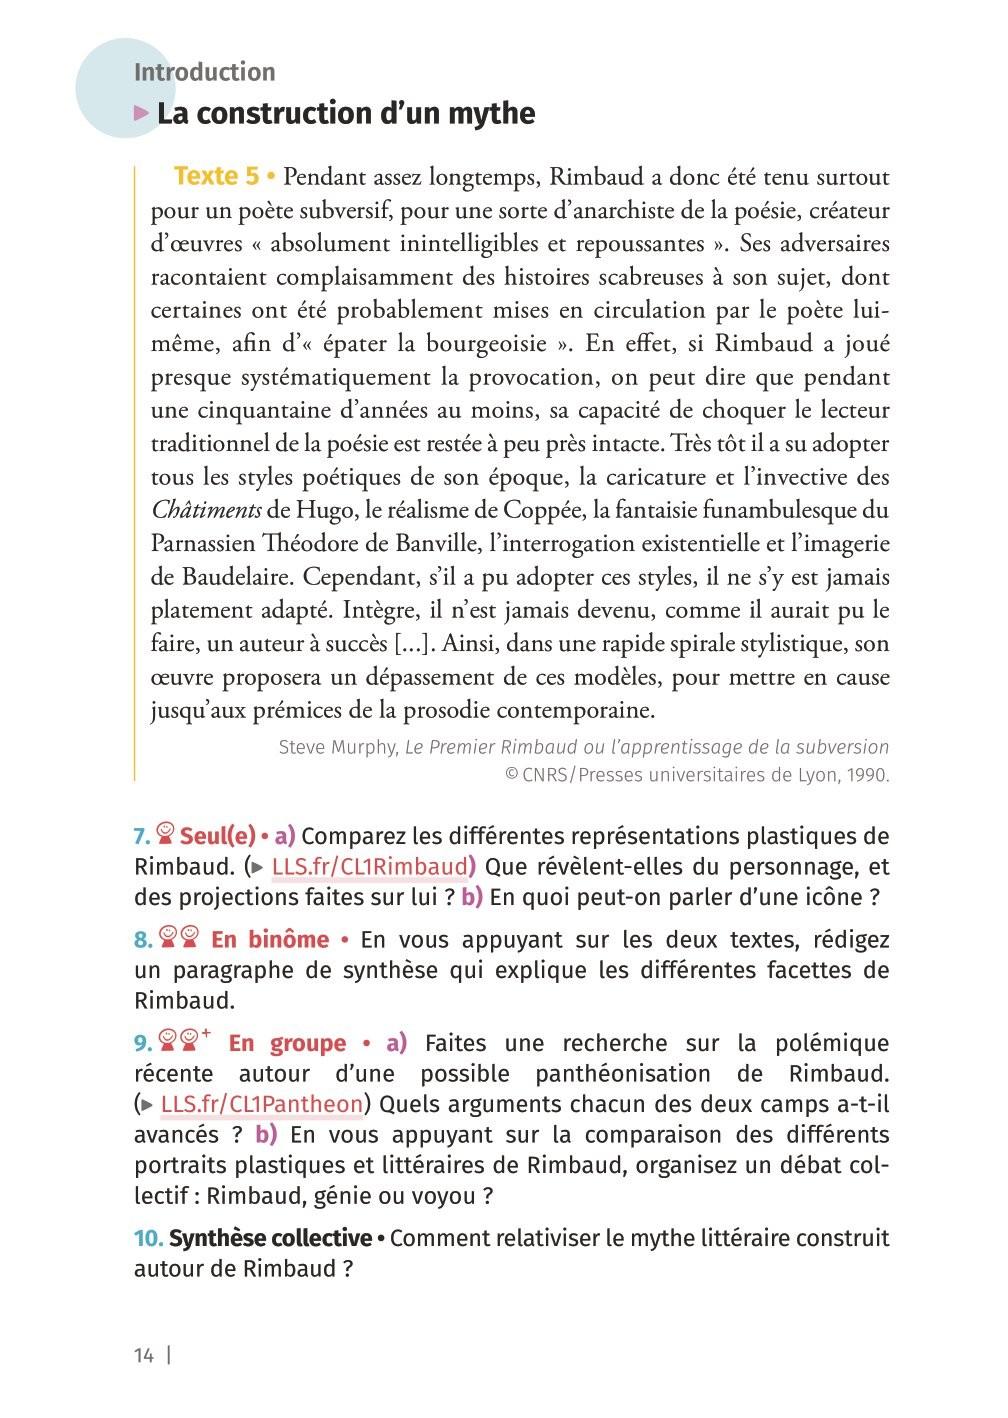 Introduction
La construction d’un mythe
Texte 5 • Pendant assez longtemps, Rimbaud a donc été tenu surtout
pour un poète subversif, pour une sorte d’anarchiste de la poésie, créateur
d’œuvres « absolument inintelligibles et repoussantes ». Ses adversaires
racontaient complaisamment des histoires scabreuses à son sujet, dont
certaines ont été probablement mises en circulation par le poète lui-
même, afin d’« épater la bourgeoisie ». En effet, si Rimbaud a joué
presque systématiquement la provocation, on peut dire que pendant
une cinquantaine d’années au moins, sa capacité de choquer le lecteur
traditionnel de la poésie est restée à peu près intacte. Très tôt il a su adopter
tous les styles poétiques de son époque, la caricature et l’invective des
Châtiments de Hugo, le réalisme de Coppée, la fantaisie funambulesque du
Parnassien Théodore de Banville, l’interrogation existentielle et l’imagerie
de Baudelaire. Cependant, s’il a pu adopter ces styles, il ne s’y est jamais
platement adapté. Intègre, il n’est jamais devenu, comme il aurait pu le
faire, un auteur à succès [...]. Ainsi, dans une rapide spirale stylistique, son
œuvre proposera un dépassement de ces modèles, pour mettre en cause
jusqu’aux prémices de la prosodie contemporaine.
Steve Murphy, Le Premier Rimbaud ou l’apprentissage de la subversion
© CNRS/Presses universitaires de Lyon, 1990.
7. Seul(e) • a) Comparez les différentes représentations plastiques de
Rimbaud. (▸ LLS.fr/CL1Rimbaud) Que révèlent-elles du personnage, et
des projections faites sur lui ? b) En quoi peut-on parler d’une icône ?
8. En binôme • En vous appuyant sur les deux textes, rédigez
un paragraphe de synthèse qui explique les différentes facettes de
Rimbaud.
9. + En groupe • a) Faites une recherche sur la polémique
récente autour d’une possible panthéonisation de Rimbaud.
(▸ LLS.fr/CL1Pantheon) Quels arguments chacun des deux camps a-t-il
avancés ? b) En vous appuyant sur la comparaison des différents
portraits plastiques et littéraires de Rimbaud, organisez un débat col-
lectif : Rimbaud, génie ou voyou ?
10. Synthèse collective • Comment relativiser le mythe littéraire construit
autour de Rimbaud ?
14 |